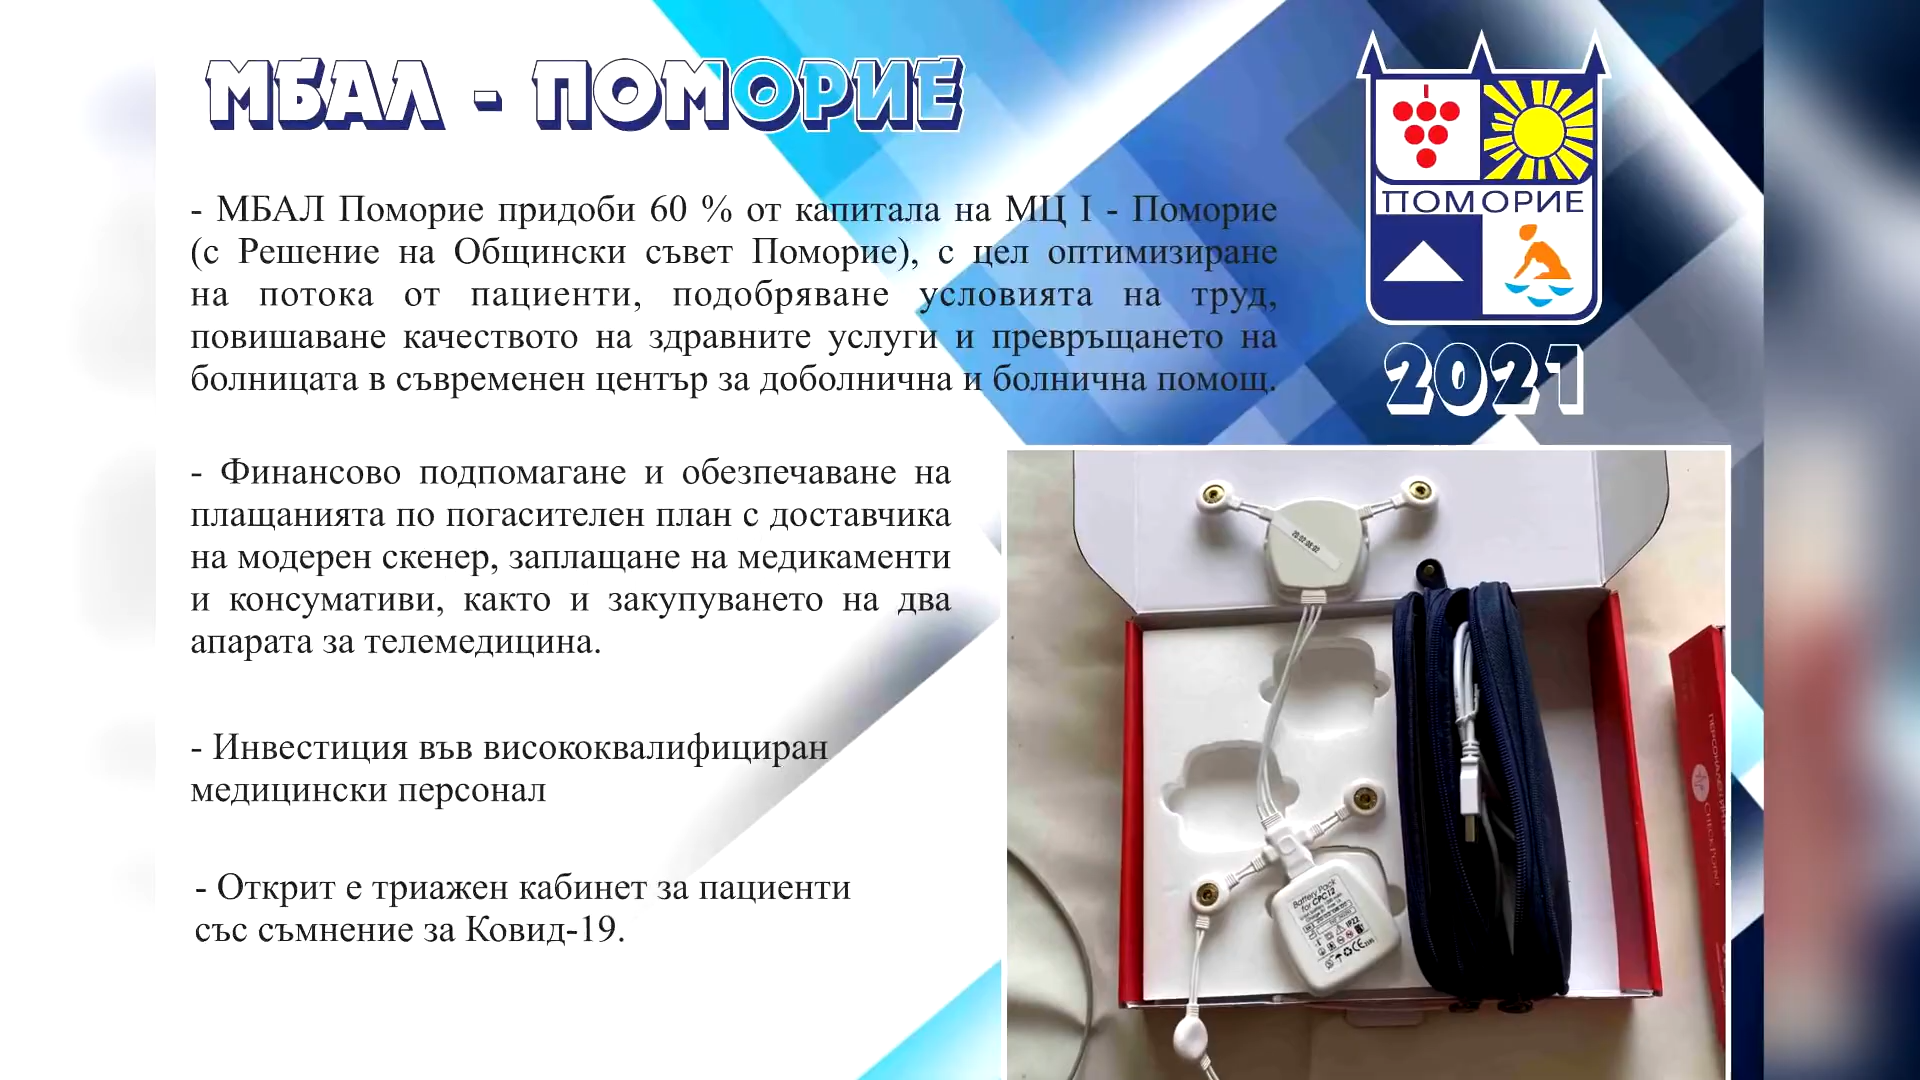 МБАЛ - ПОМОРИЕ
- МБАЛ Поморие придоби 60 % от капитала на МЦ I - Поморие
(с Решение на Общински съвет Поморие), с цел оптимизиране
на потока от пациенти, подобряване условията на труд,
повишаване качеството на здравните услуги и превръщането на
болницата в съвременен център за доболнична и болнична помощ.
- Финансово подпомагане и обезпечаване на
плащанията по погасителен план с доставчика
на модерен скенер, заплащане на медикаменти
и консумативи, както и закупуването на два
апарата за телемедицина.
- Инвестиция във висококвалифициран
медицински персонал
- Открит е триажен кабинет за пациенти
със съмнение за Ковид-19.
ПОМОРИЕ
2021
Battery Pack
for CPC12
IP22
CHECKPOINT